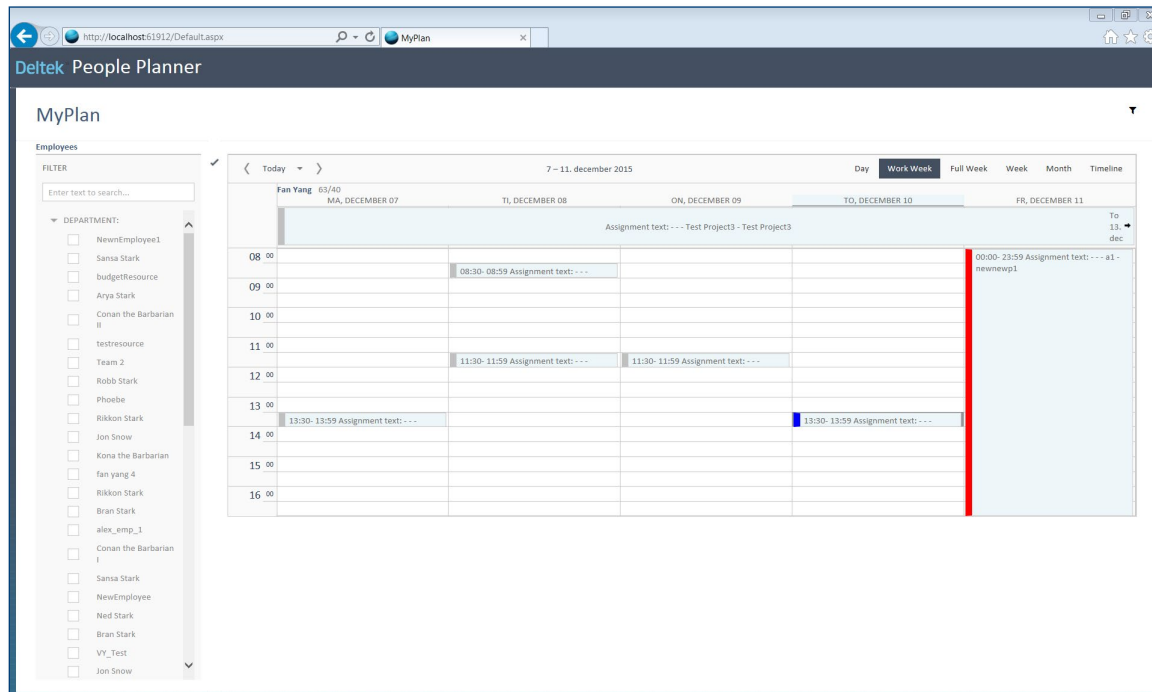 http://localhost:61912/Default.aspx
MyPlan
Deltek People Planner
MyPlan
Employees
FILTER
Enter text to search...
DEPARTMENT:
NewnEmployee1
Sansa Stark
budgetResource
Arya Stark
Conan the Barbarian
II
testresource
Team 2
Robb Stark
Phoebe
Rikkon Stark
Jon Snow
Kona the Barbarian
fan yang 4
Rikkon Stark
Bran Stark
alex_emp_1
Conan the Barbarian
I
Sansa Stark
NewEmployee
Ned Stark
Bran Stark
VY_Test
Jon Snow
Today 7 – 11. december 2015 Day Work Week Full Week Week Month Timeline
Fan Yang 63/40
MA, DECEMBER 07 TI, DECEMBER 08 ON, DECEMBER 09 TO, DECEMBER 10 FR, DECEMBER 11
Assignment text: - - - Test Project3 - Test Project3
To
13.
dec
08 00
00:00- 23:59 Assignment text: - - - a1 -
newnewp1
08:30- 08:59 Assignment text: - - -
09 00
10 00
11 00
11:30- 11:59 Assignment text: - - - 11:30- 11:59 Assignment text: - - -
12 00
13 00
13:30- 13:59 Assignment text: - - - 13:30- 13:59 Assignment text: - - -
14 00
15 00
16 00